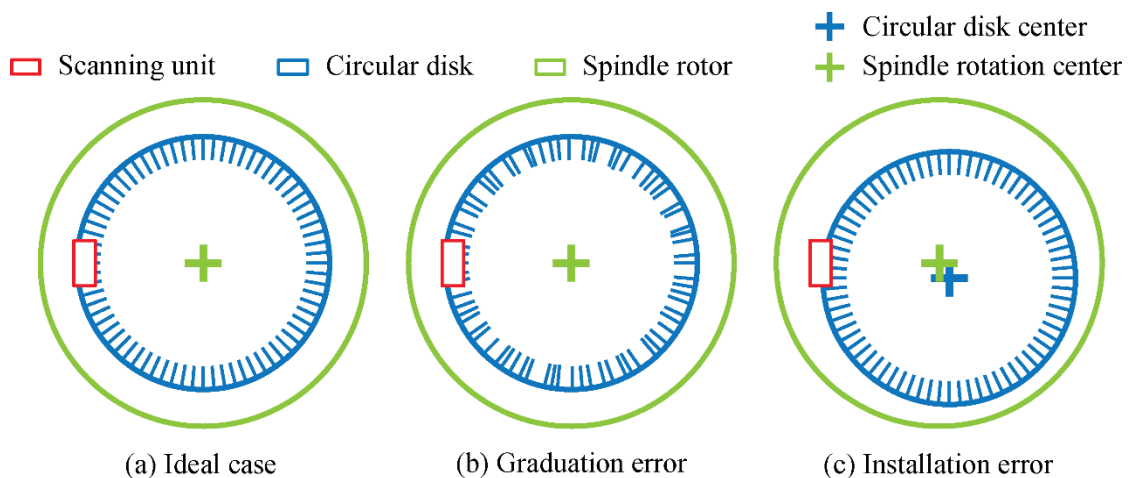 Circular disk center
Scanning unit Circular disk Spindle rotor Spindle rotation center
(a) Ideal case (b) Graduation error (c) Installation error